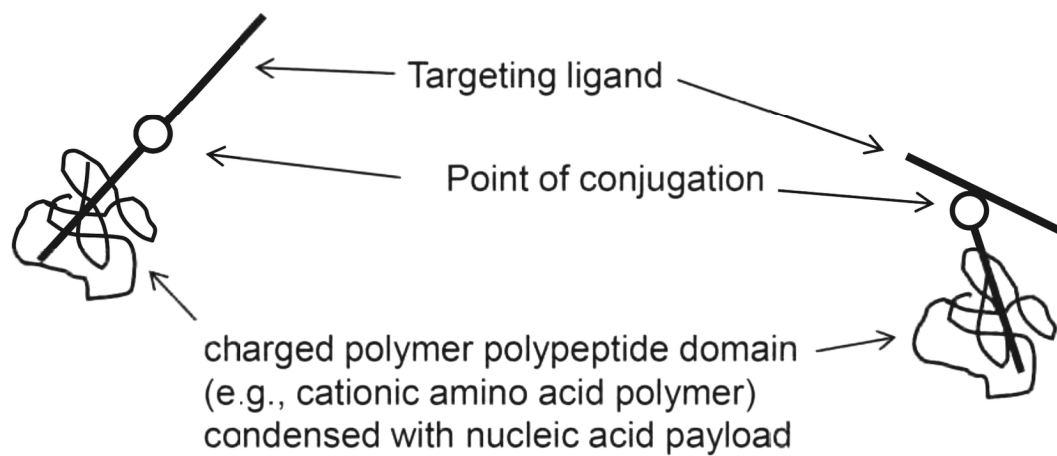 Targeting ligand
Point of conjugation
charged polymer polypeptide domain
(e.g., cationic amino acid polymer)
condensed with nucleic acid payload